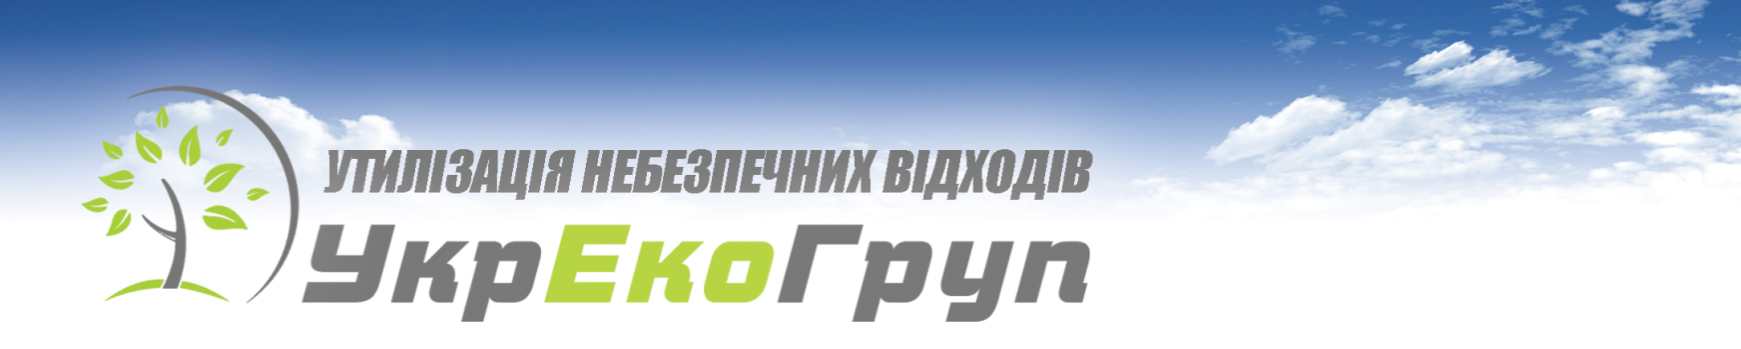 УТИЛІЗАЦІЯ НЕБЕЗПЕЧНИХ ВІДХОДІВ
УкрЕкоГруп